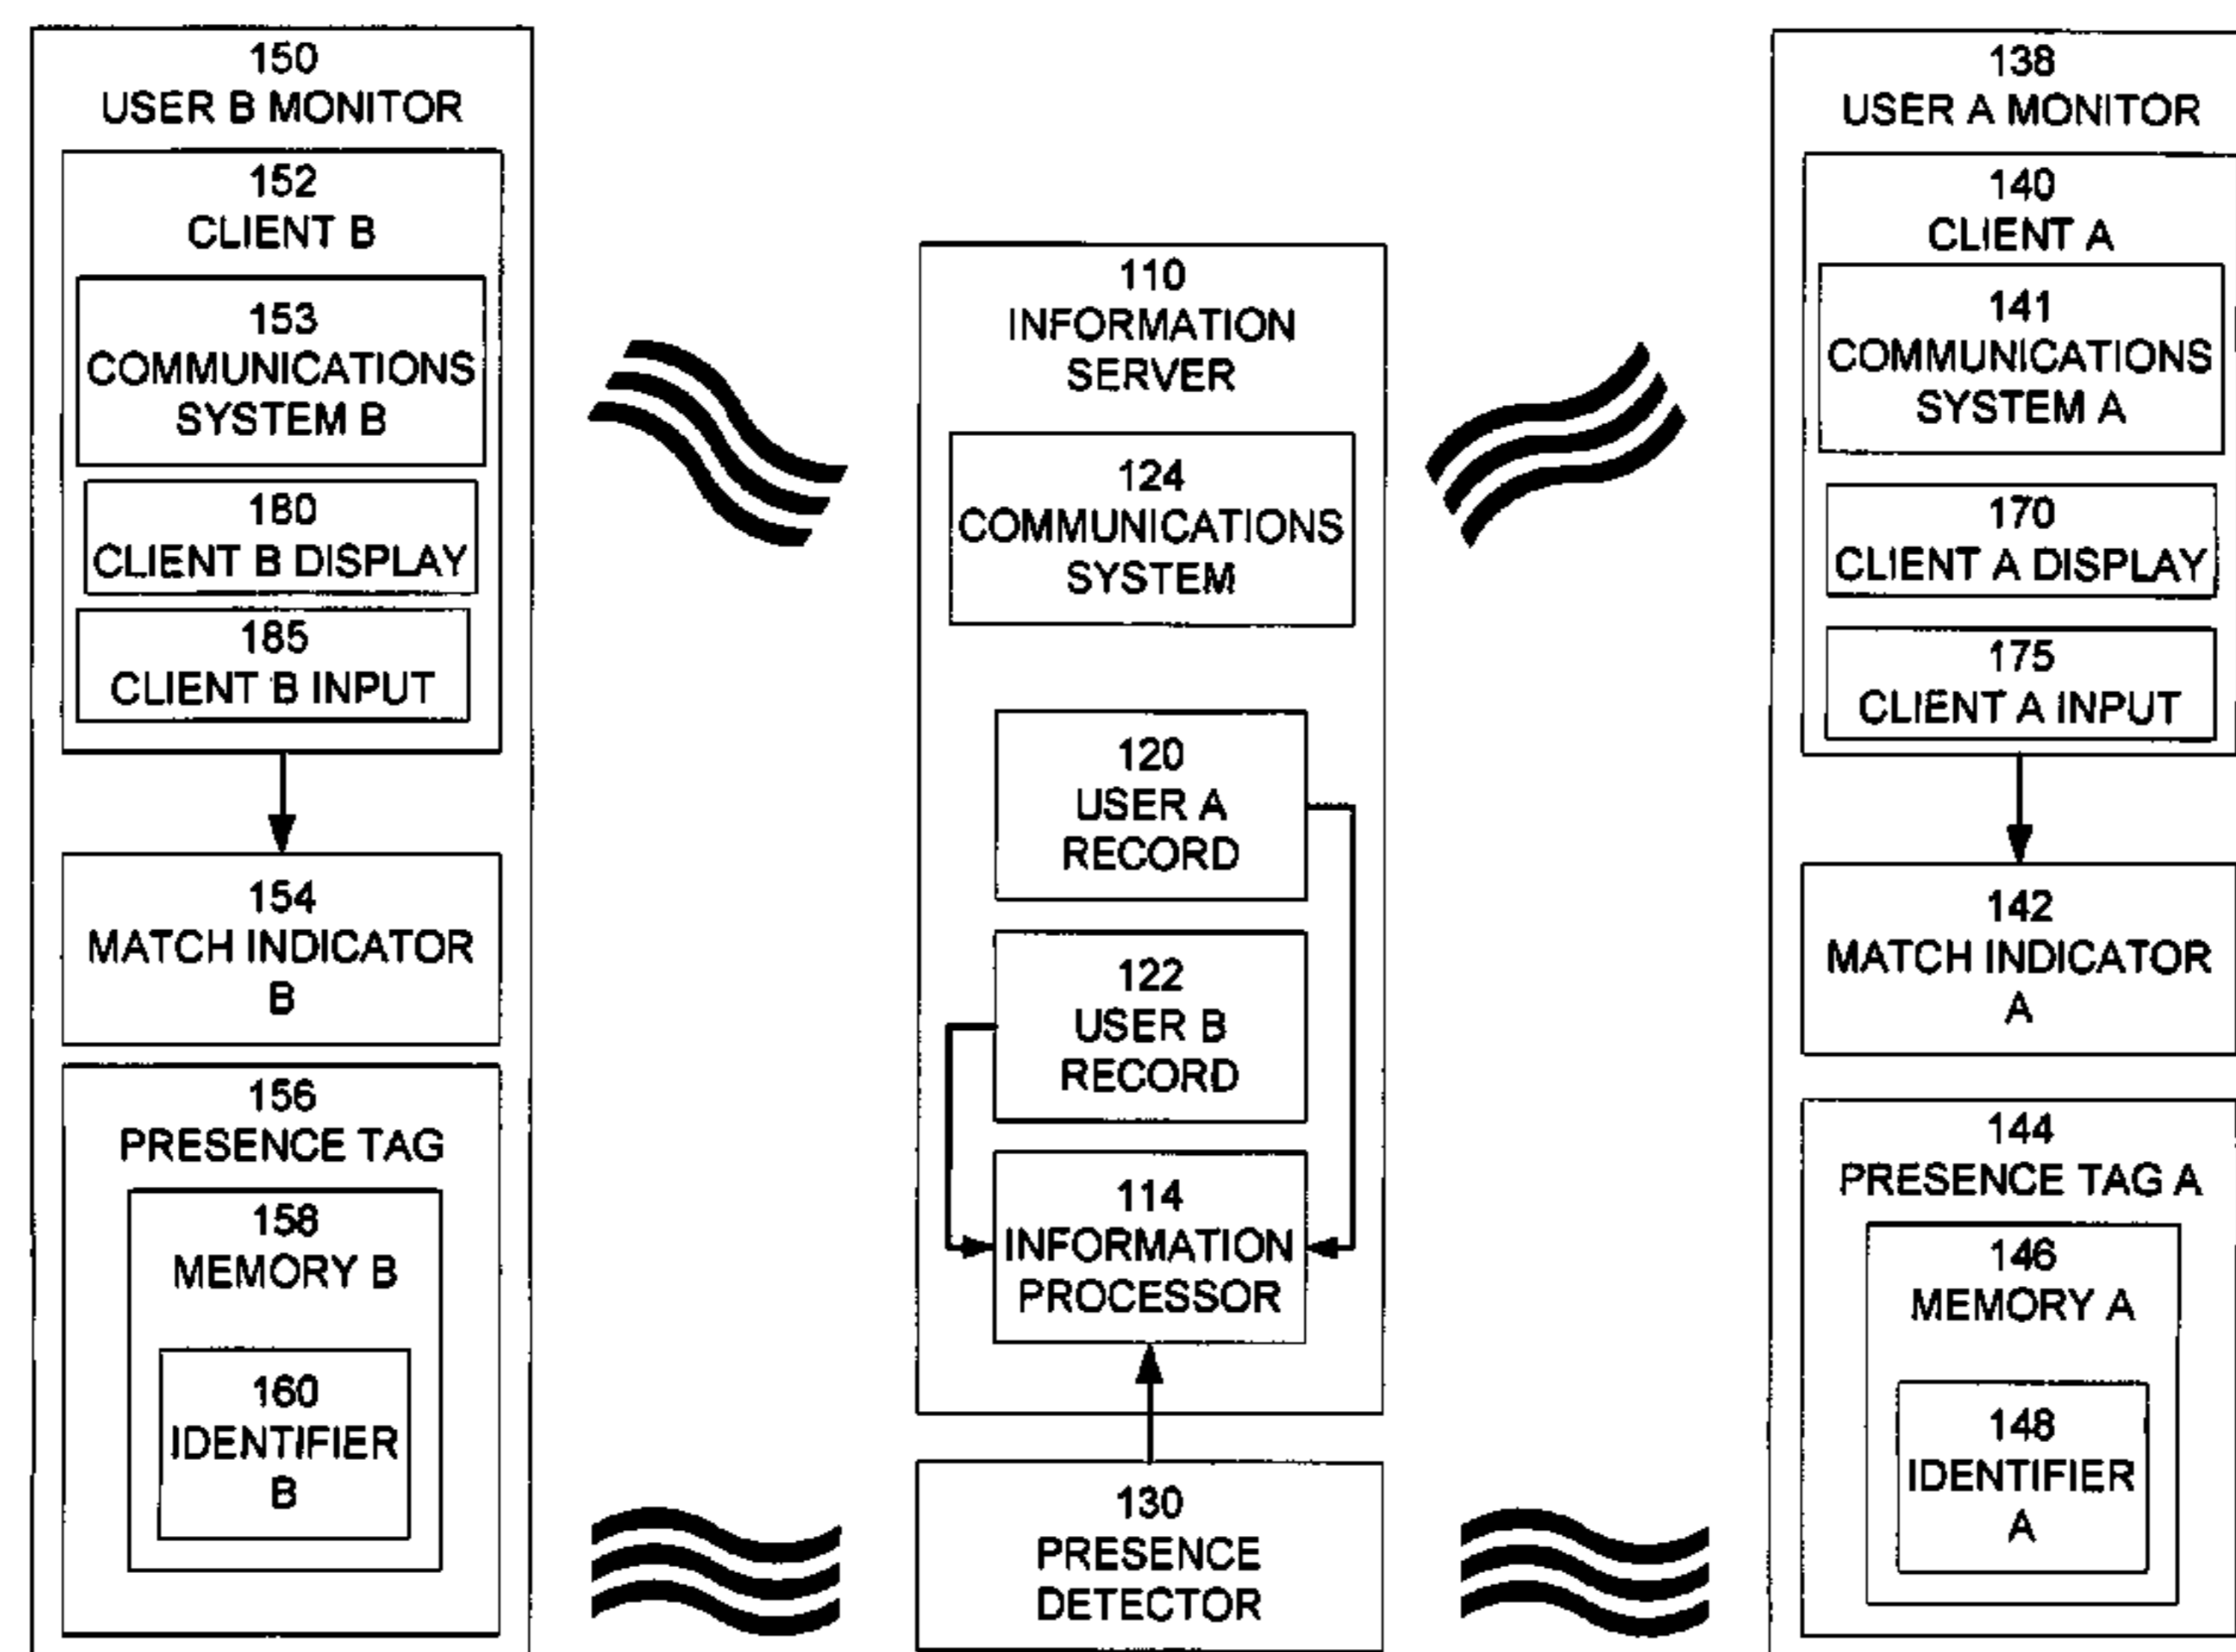 150
USER B MONITOR
152
CLIENT B
153
COMMUNICATIONS
SYSTEM B
180
CLIENT B DISPLAY
185
CLIENT B INPUT
154
MATCH INDICATOR
B
156
PRESENCE TAG
158
MEMORY B
160
IDENTIFIER
B
110
INFORMATION
SERVER
124
COMMUNICATIONS
SYSTEM
120
USER A
RECORD
122
USER B
RECORD
114
INFORMATION
PROCESSOR
130
PRESENCE
DETECTOR
138
USER A MONITOR
140
CLIENT A
141
COMMUNICATIONS
SYSTEM A
170
CLIENT A DISPLAY
175
CLIENT A INPUT
142
MATCH INDICATOR
A
144
PRESENCE TAG A
146
MEMORY A
148
IDENTIFIER
A